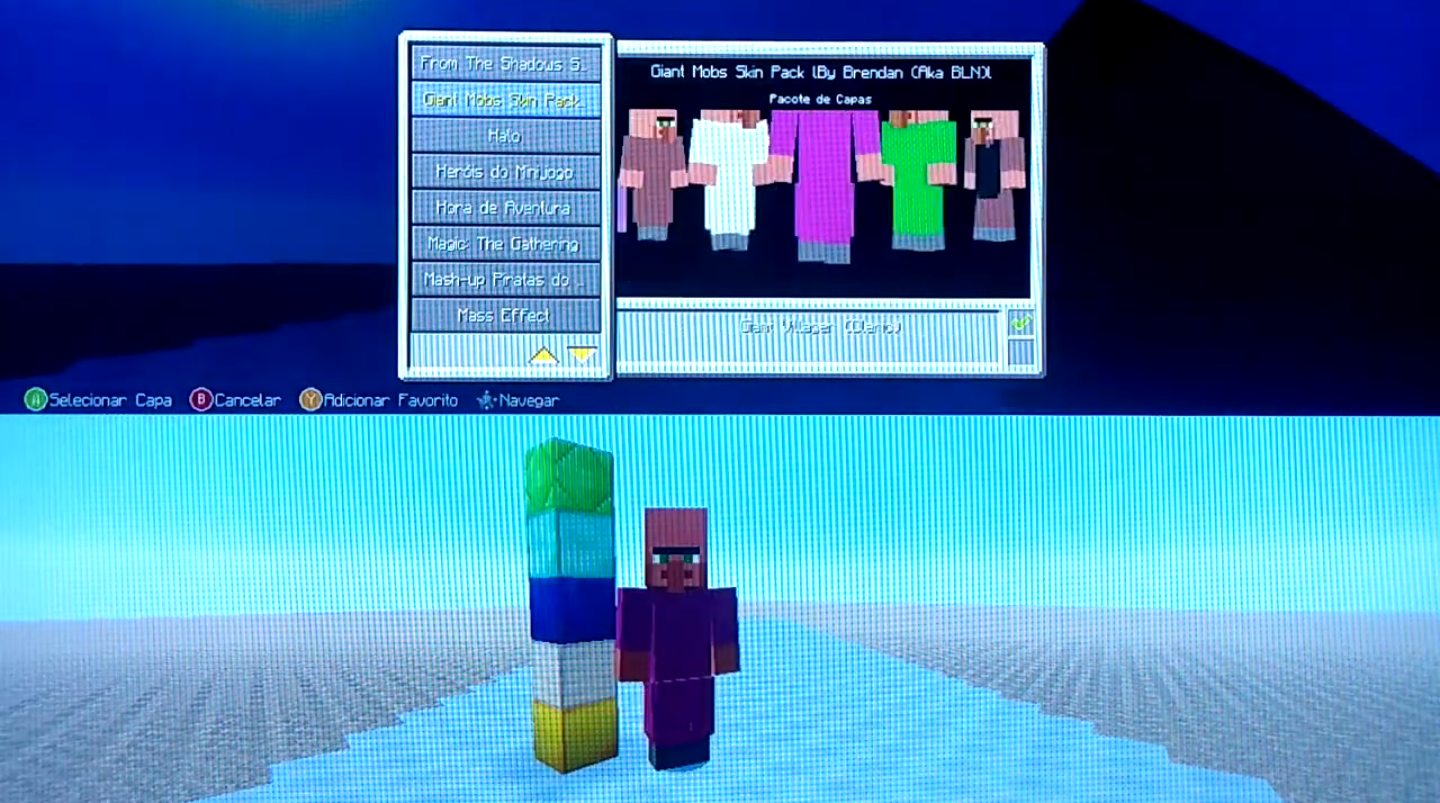 From The Shadows S...
Giant Mobs Skin Pack...
Halo
Heróis do Minijogo
Hora de Aventura
Magic: The Gathering
Mash-up Piratas do ...
Mass Effect
Giant Mobs Skin Pack (By Brendan (Aka BLN))
Pacote de Capas
Giant Villager (Cleric)
A Selecionar Capa B Cancelar Y Adicionar Favorito Navegar